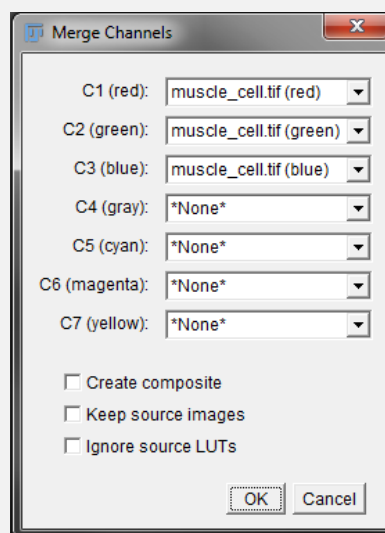 Merge Channels
C1 (red): muscle_cell.tif (red)
C2 (green): muscle_cell.tif (green)
C3 (blue): muscle_cell.tif (blue)
C4 (gray): *None*
C5 (cyan): *None*
C6 (magenta): *None*
C7 (yellow): *None*
Create composite
Keep source images
Ignore source LUTs
OK Cancel